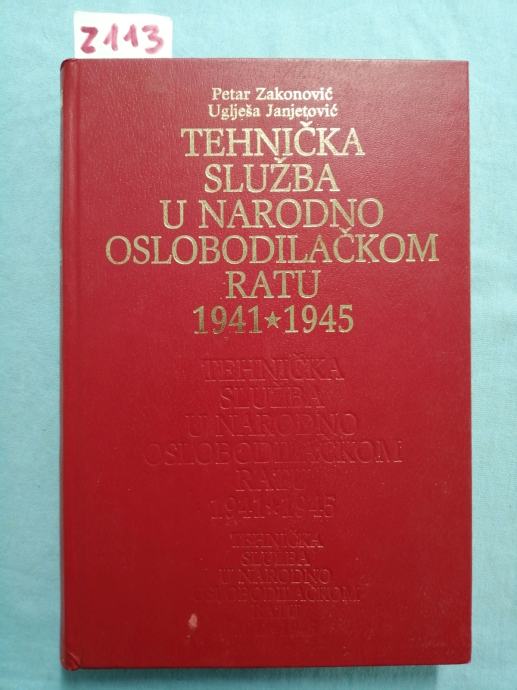 Z113
Petar Zakonović
Uglješa Janjetović
TEHNIČKA
SLUŽBA
U NARODNO
OSLOBODILAČKOM
RATU
1941★1945
TEHNIČKA
SLUŽBA
U NARODNO
OSLOBODILAČKOM
RATU
1941★1945
TEHNIČKA
SLUŽBA
U NARODNO
OSLOBODILAČKOM
RATU